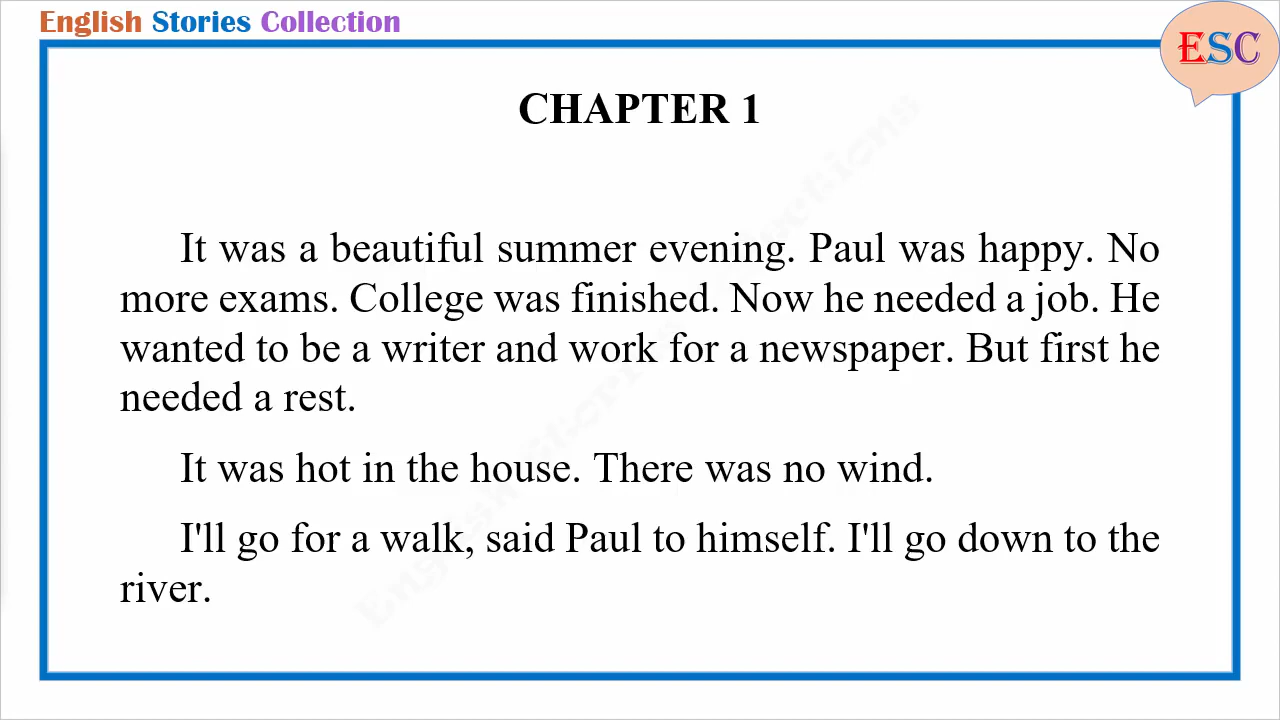 English Stories Collection
ESC
CHAPTER 1
It was a beautiful summer evening. Paul was happy. No
more exams. College was finished. Now he needed a job. He
wanted to be a writer and work for a newspaper. But first he
needed a rest.
It was hot in the house. There was no wind.
I'll go for a walk, said Paul to himself. I'll go down to the
river.